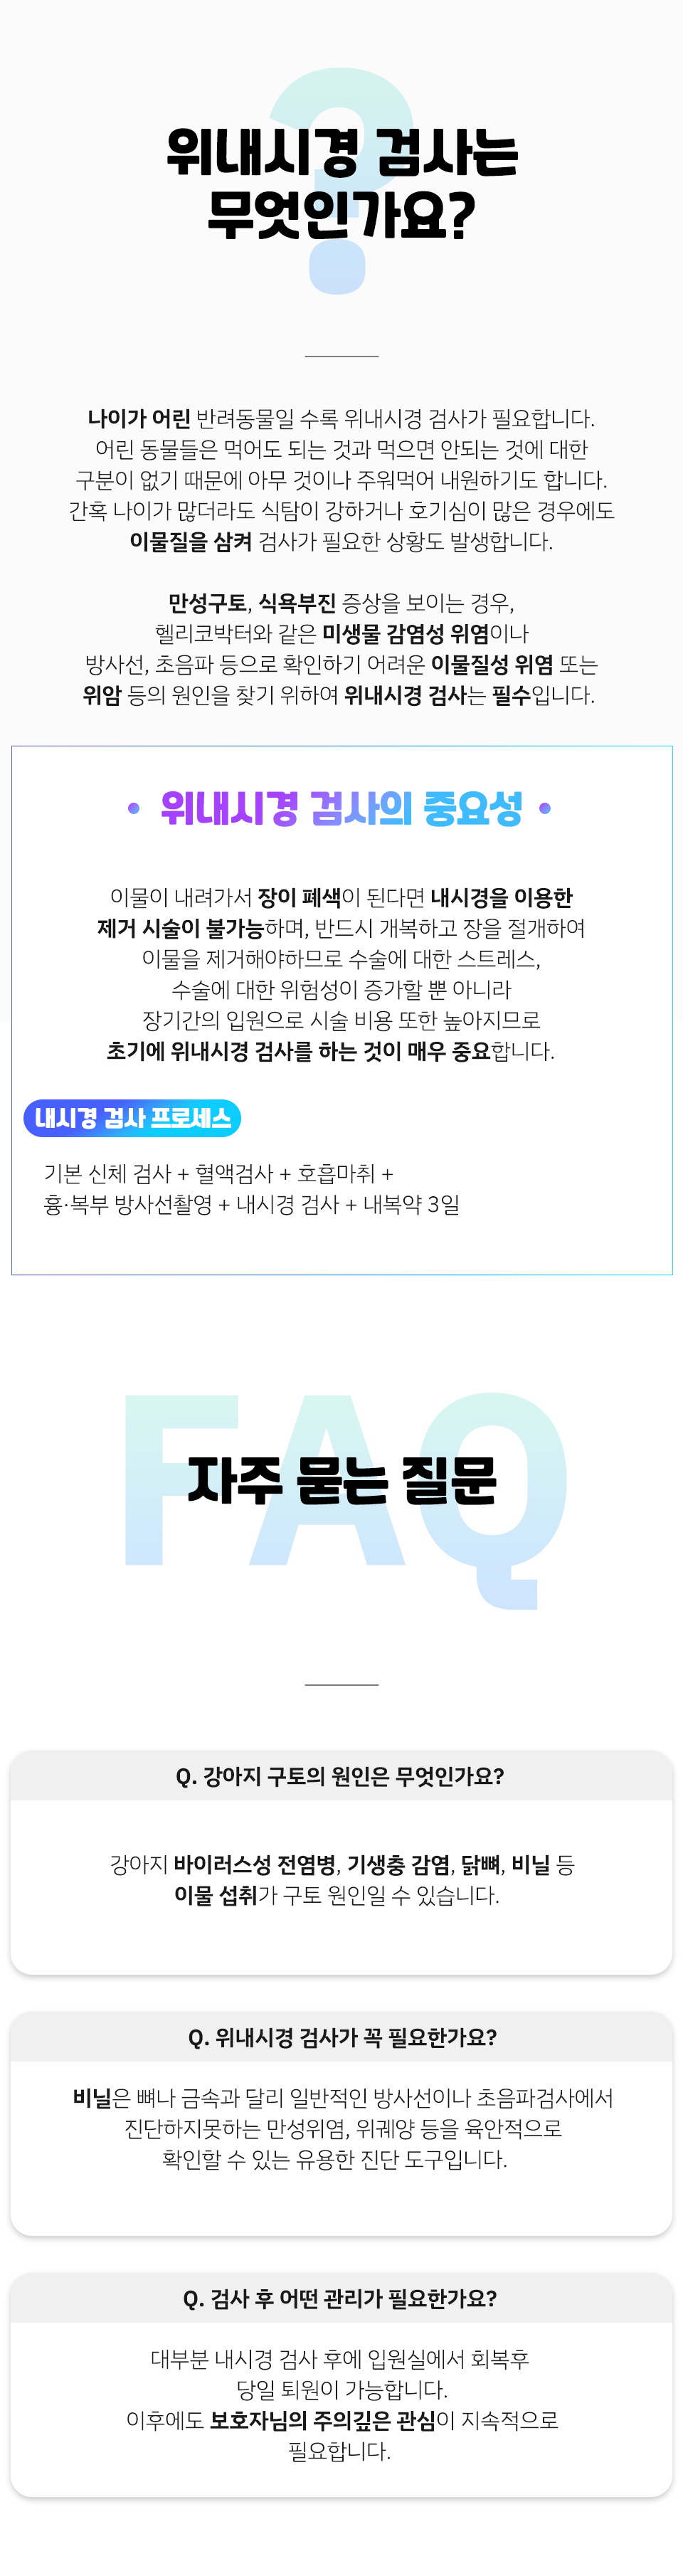 ?
위내시경 검사는
무엇인가요?
나이가 어린 반려동물일 수록 위내시경 검사가 필요합니다.
어린 동물들은 먹어도 되는 것과 먹으면 안되는 것에 대한
구분이 없기 때문에 아무 것이나 주워먹어 내원하기도 합니다.
간혹 나이가 많더라도 식탐이 강하거나 호기심이 많은 경우에도
이물질을 삼켜 검사가 필요한 상황도 발생합니다.
만성구토, 식욕부진 증상을 보이는 경우,
헬리코박터와 같은 미생물 감염성 위염이나
방사선, 초음파 등으로 확인하기 어려운 이물질성 위염 또는
위암 등의 원인을 찾기 위하여 위내시경 검사는 필수입니다.
• 위내시경 검사의 중요성 •
이물이 내려가서 장이 폐색이 된다면 내시경을 이용한
제거 시술이 불가능하며, 반드시 개복하고 장을 절개하여
이물을 제거해야하므로 수술에 대한 스트레스,
수술에 대한 위험성이 증가할 뿐 아니라
장기간의 입원으로 시술 비용 또한 높아지므로
초기에 위내시경 검사를 하는 것이 매우 중요합니다.
내시경 검사 프로세스
기본 신체 검사 + 혈액검사 + 호흡마취 +
흉·복부 방사선촬영 + 내시경 검사 + 내복약 3일
FAQ
자주 묻는 질문
Q. 강아지 구토의 원인은 무엇인가요?
강아지 바이러스성 전염병, 기생충 감염, 닭뼈, 비닐 등
이물 섭취가 구토 원인일 수 있습니다.
Q. 위내시경 검사가 꼭 필요한가요?
비닐은 뼈나 금속과 달리 일반적인 방사선이나 초음파검사에서
진단하지못하는 만성위염, 위궤양 등을 육안적으로
확인할 수 있는 유용한 진단 도구입니다.
Q. 검사 후 어떤 관리가 필요한가요?
대부분 내시경 검사 후에 입원실에서 회복후
당일 퇴원이 가능합니다.
이후에도 보호자님의 주의깊은 관심이 지속적으로
필요합니다.